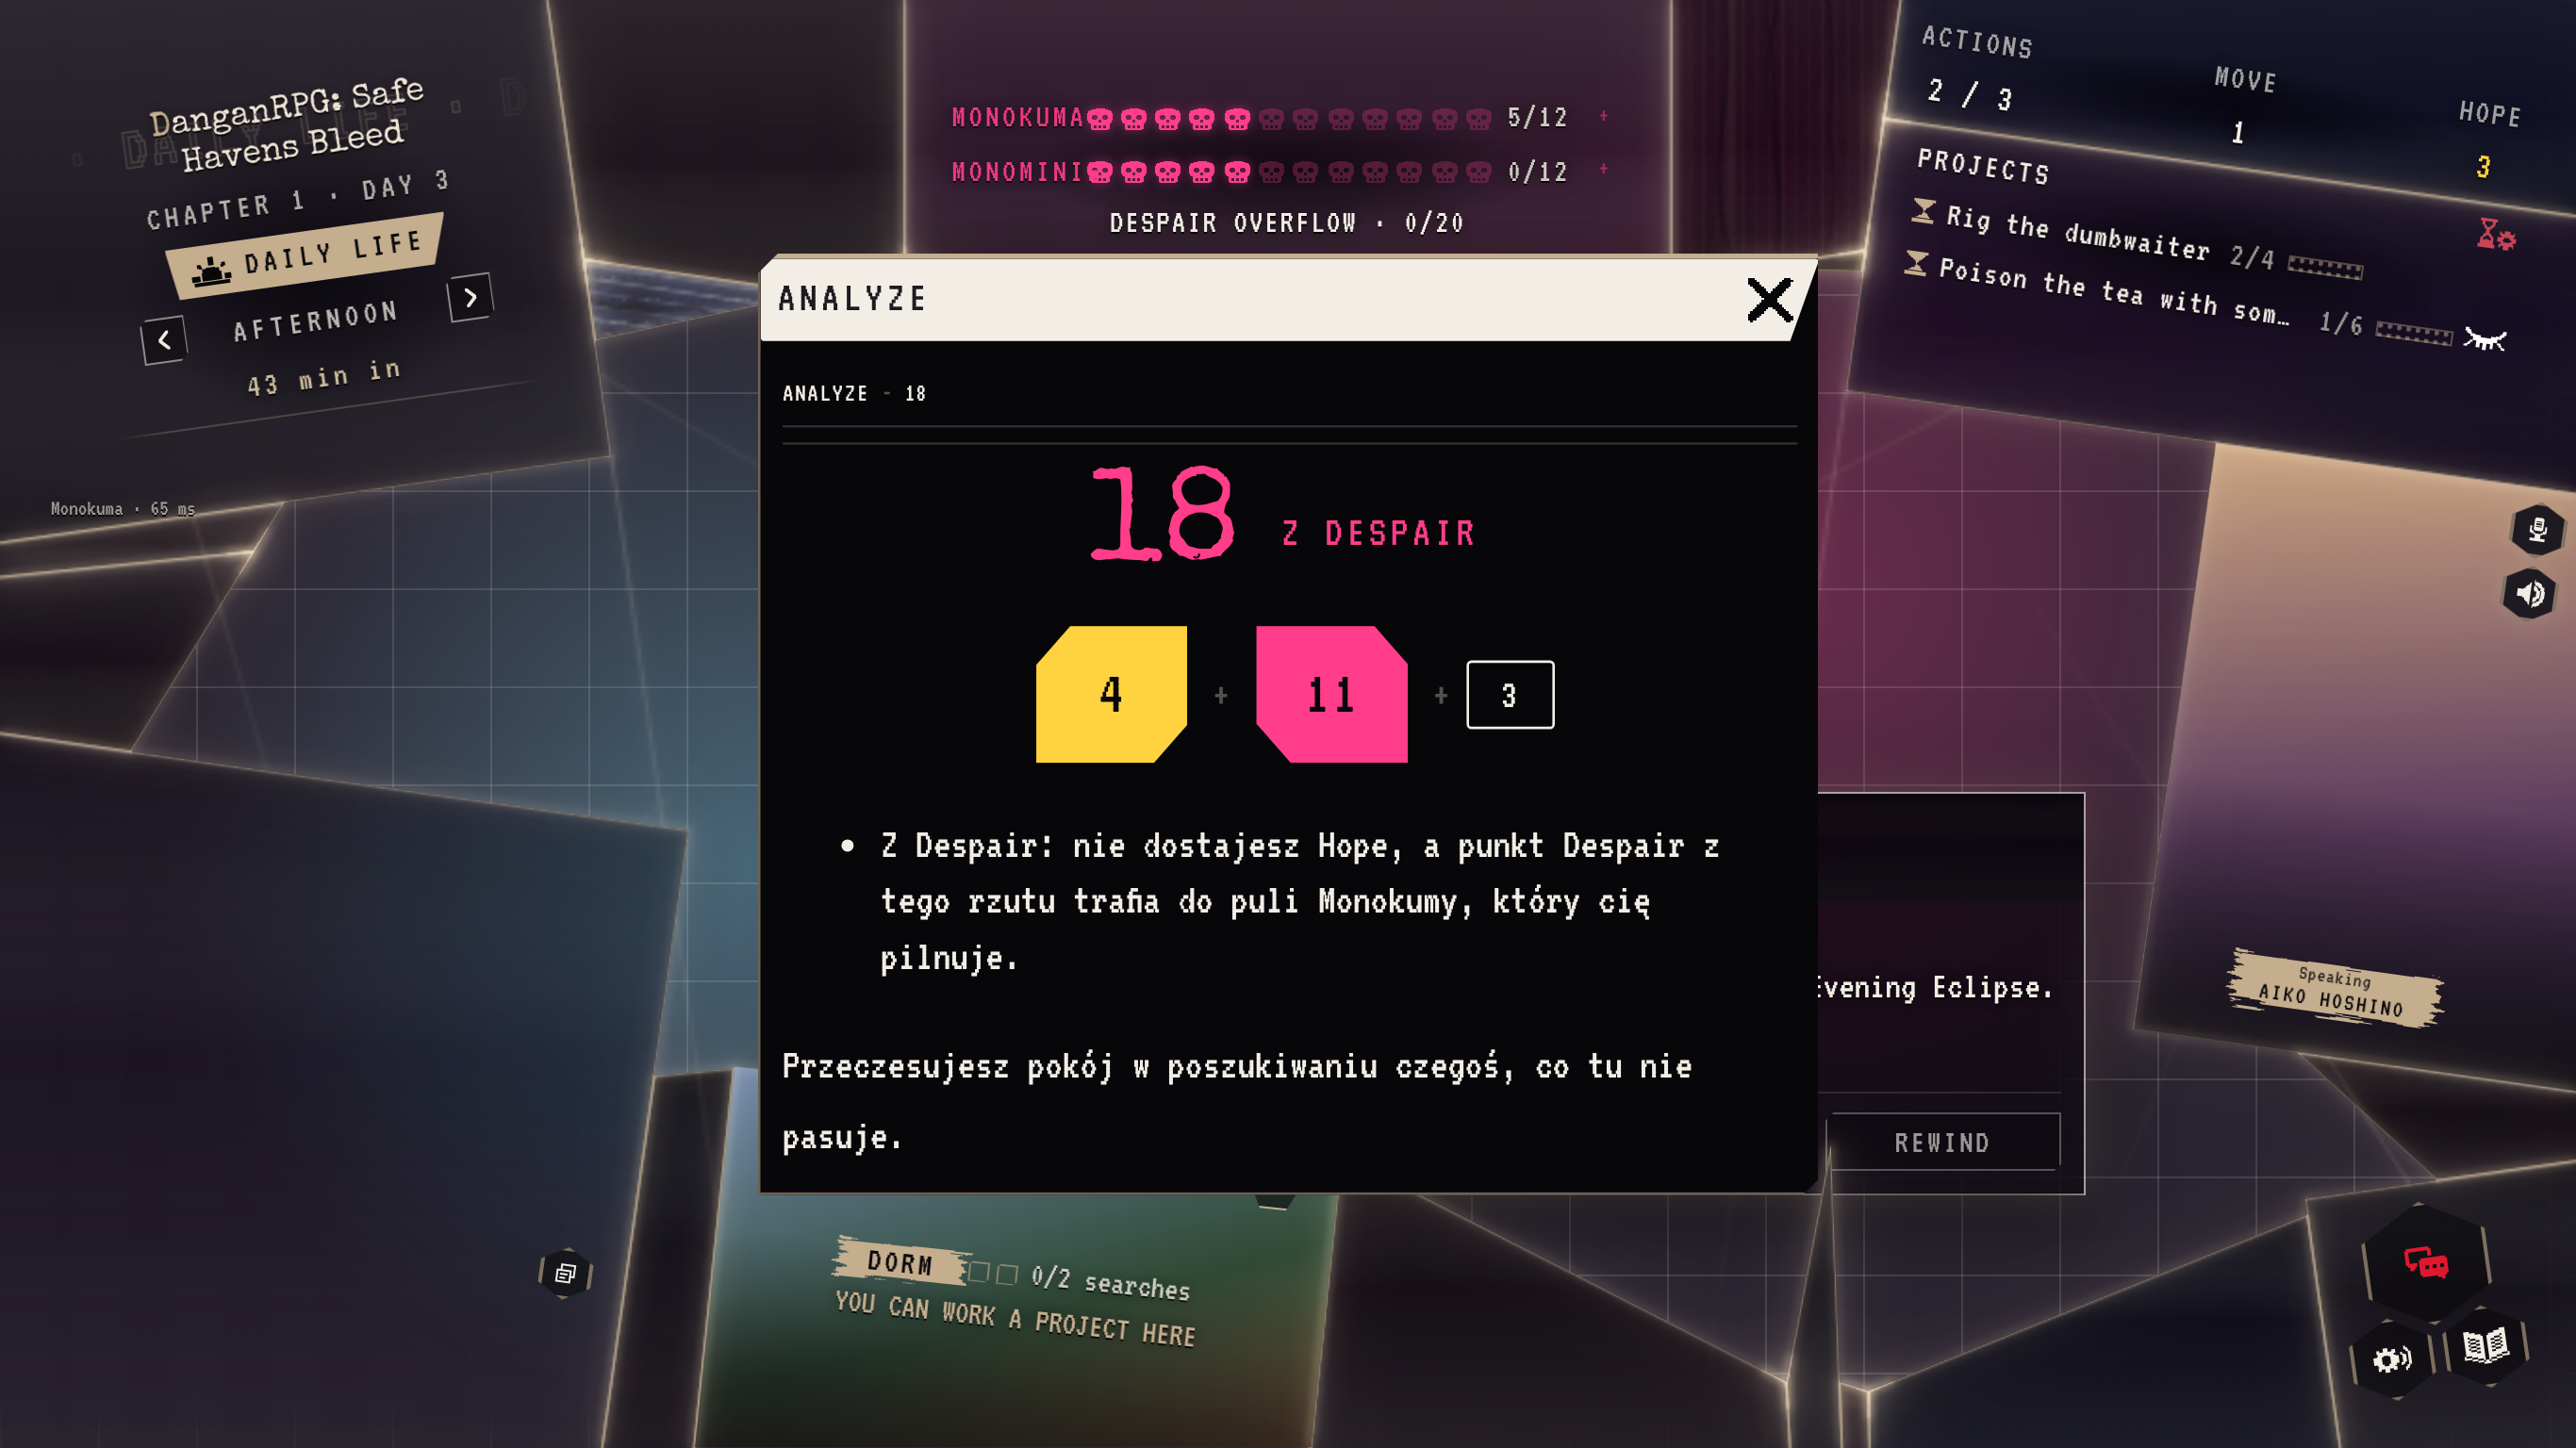 DanganRPG: Safe
Havens Bleed
CHAPTER 1 · DAY 3
DAILY LIFE
AFTERNOON
43 min in
Monokuma · 65 ms
MONOKUMA 5/12 +
MONOMINI 0/12 +
DESPAIR OVERFLOW · 0/20
ACTIONS
2 / 3
MOVE
1
HOPE
3
PROJECTS
Rig the dumbwaiter 2/4
Poison the tea with som… 1/6
ANALYZE
ANALYZE - 18
18 Z DESPAIR
4 + 11 + 3
• Z Despair: nie dostajesz Hope, a punkt Despair z
tego rzutu trafia do puli Monokumy, który cię
pilnuje.
Przeczesujesz pokój w poszukiwaniu czegoś, co tu nie
pasuje.
Evening Eclipse.
REWIND
Speaking
AIKO HOSHINO
DORM 0/2 searches
YOU CAN WORK A PROJECT HERE